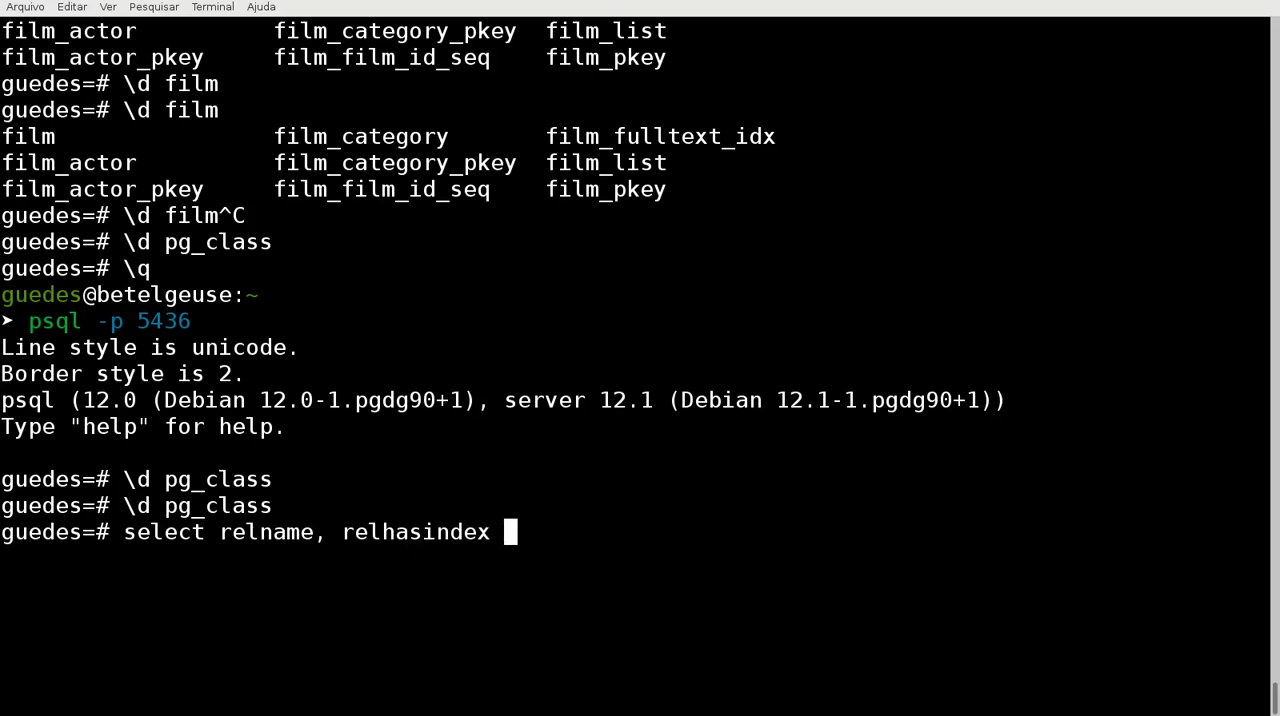 Arquivo Editar Ver Pesquisar Terminal Ajuda
film_actor film_category_pkey film_list
film_actor_pkey film_film_id_seq film_pkey
guedes=# \d film
guedes=# \d film
film film_category film_fulltext_idx
film_actor film_category_pkey film_list
film_actor_pkey film_film_id_seq film_pkey
guedes=# \d film^C
guedes=# \d pg_class
guedes=# \q
guedes@betelgeuse:~
➤ psql -p 5436
Line style is unicode.
Border style is 2.
psql (12.0 (Debian 12.0-1.pgdg90+1), server 12.1 (Debian 12.1-1.pgdg90+1))
Type "help" for help.
guedes=# \d pg_class
guedes=# \d pg_class
guedes=# select relname, relhasindex